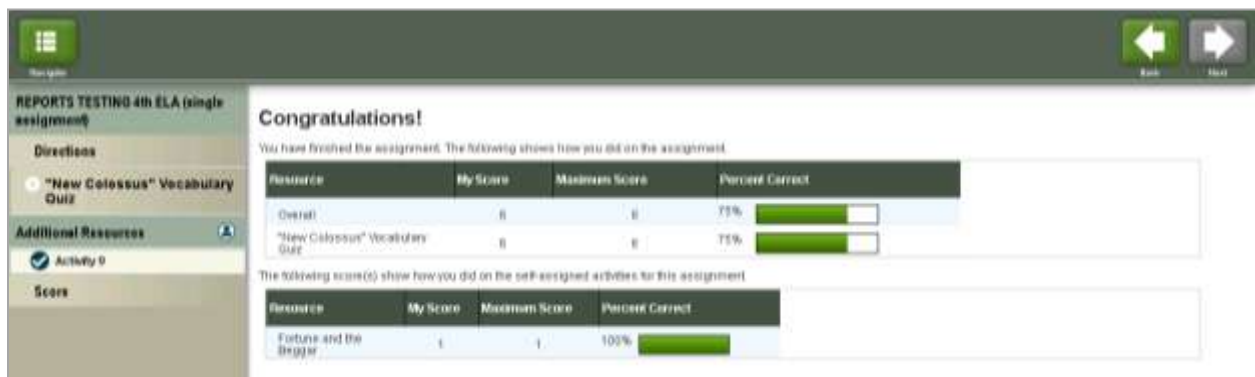 Navigator
Back
Next
REPORTS TESTING 4th ELA (single
assignment)
Directions
"New Colossus" Vocabulary
Quiz
Additional Resources
Activity 9
Score
Congratulations!
You have finished the assignment. The following shows how you did on the assignment.
Resource My Score Maximum Score Percent Correct
Overall 75%
"New Colossus" Vocabulary
Quiz 75%
The following score(s) show how you did on the self-assigned activities for this assignment.
Resource My Score Maximum Score Percent Correct
Fortune and the
Beggar 1 1 100%